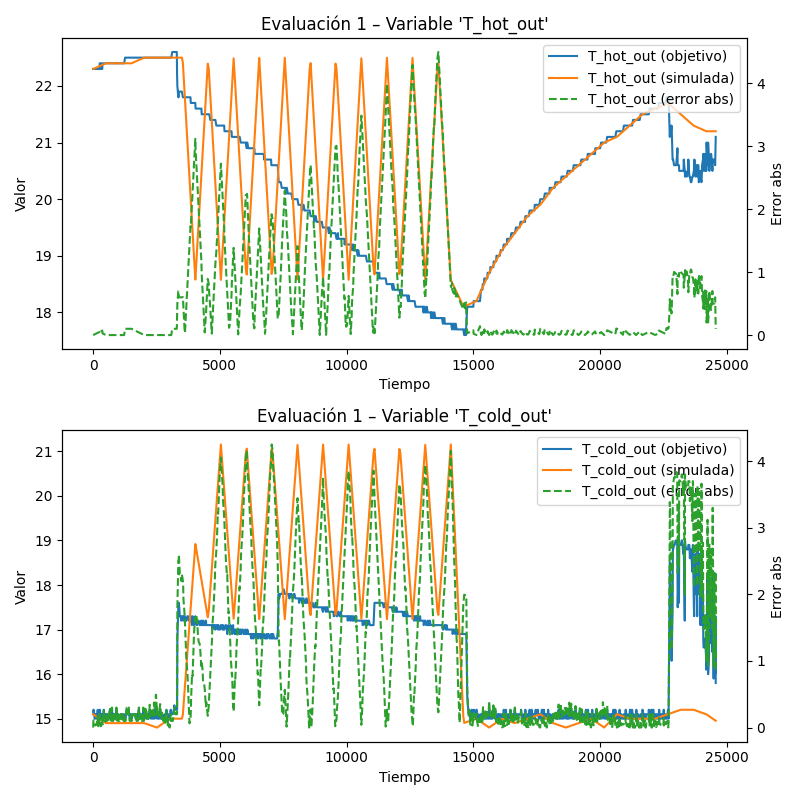 Evaluación 1 – Variable 'T_hot_out'
T_hot_out (objetivo)
T_hot_out (simulada)
T_hot_out (error abs)
Valor
22
21
20
19
18
4
3
2
1
0
Error abs
0 5000 10000 15000 20000 25000
Tiempo
Evaluación 1 – Variable 'T_cold_out'
T_cold_out (objetivo)
T_cold_out (simulada)
T_cold_out (error abs)
Valor
21
20
19
18
17
16
15
4
3
2
1
0
Error abs
0 5000 10000 15000 20000 25000
Tiempo